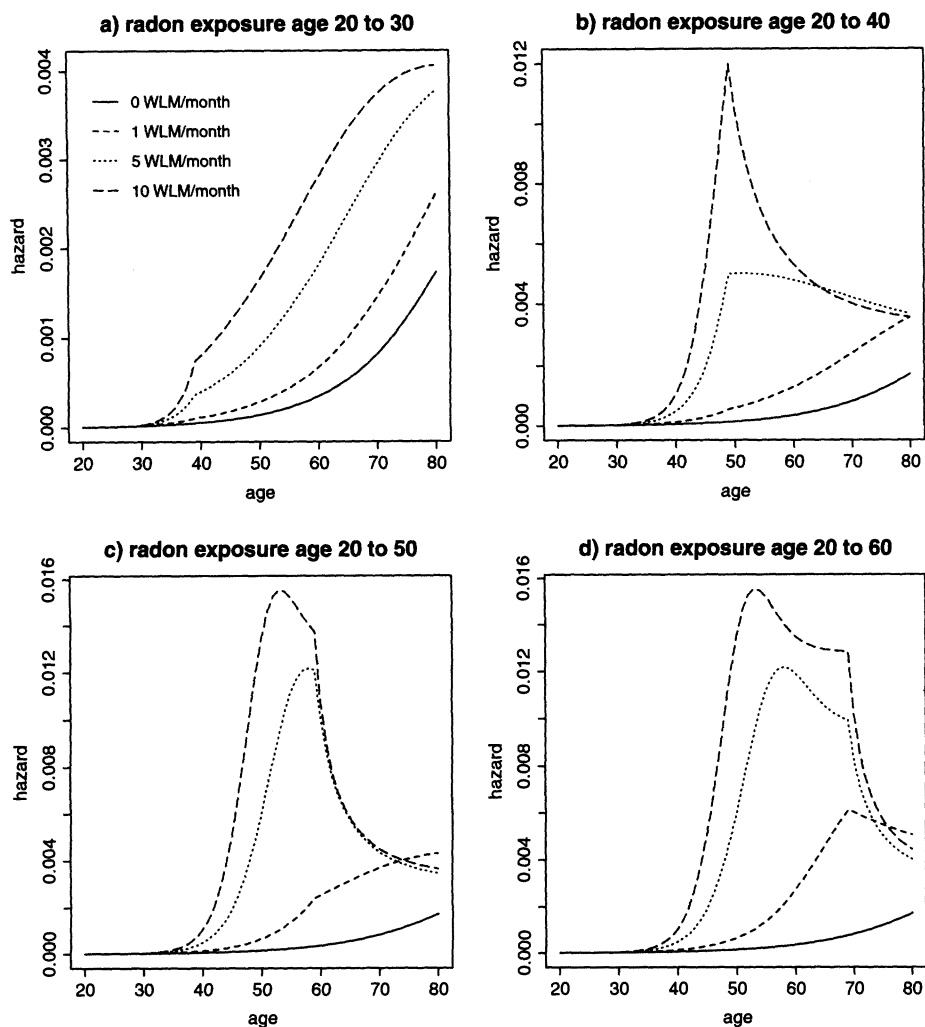 a) radon exposure age 20 to 30
0.004
0.003
0.002
0.001
0.000
hazard
0 WLM/month
1 WLM/month
5 WLM/month
10 WLM/month
20 30 40 50 60 70 80
age
b) radon exposure age 20 to 40
0.012
0.008
0.004
0.000
hazard
20 30 40 50 60 70 80
age
c) radon exposure age 20 to 50
0.016
0.012
0.008
0.004
0.000
hazard
20 30 40 50 60 70 80
age
d) radon exposure age 20 to 60
0.016
0.012
0.008
0.004
0.000
hazard
20 30 40 50 60 70 80
age